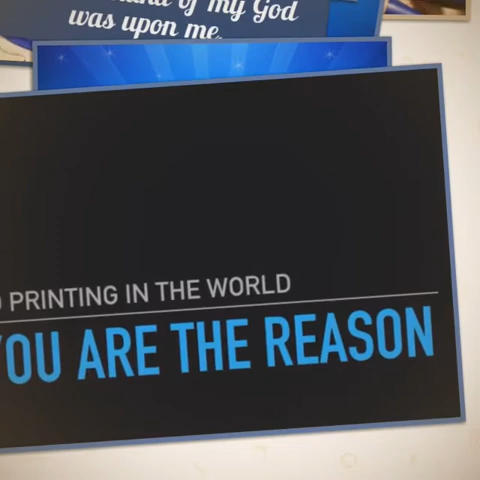 of my God
was upon me.
PRINTING IN THE WORLD
YOU ARE THE REASON